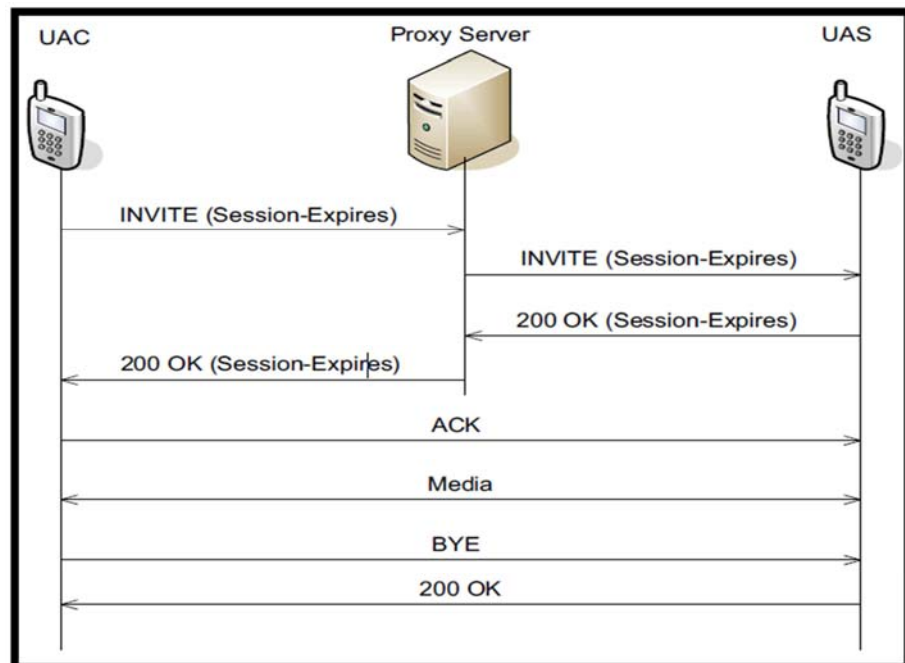 UAC
Proxy Server
UAS
INVITE (Session-Expires)
INVITE (Session-Expires)
200 OK (Session-Expires)
200 OK (Session-Expires)
ACK
Media
BYE
200 OK